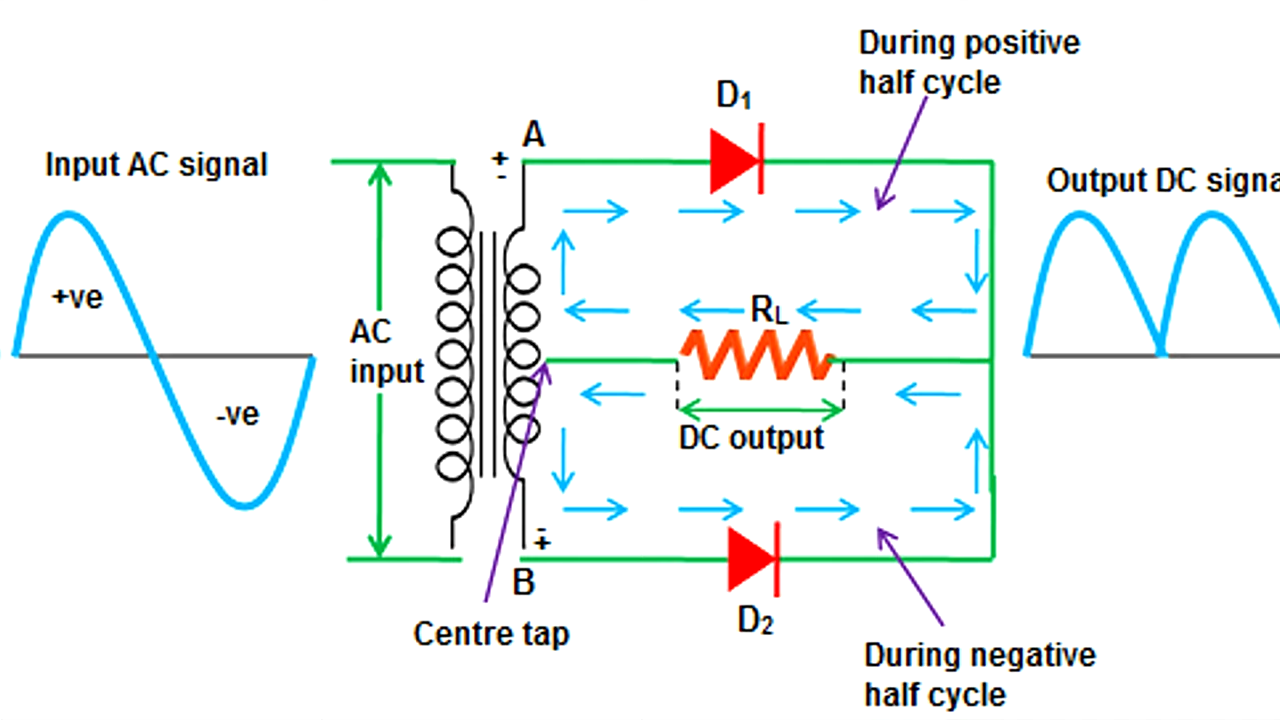 During positive
half cycle
D₁
A
Input AC signal
+
-
Output DC signa
+ve
RL
AC
input
-ve
DC output
-
+
B
D₂
Centre tap
During negative
half cycle